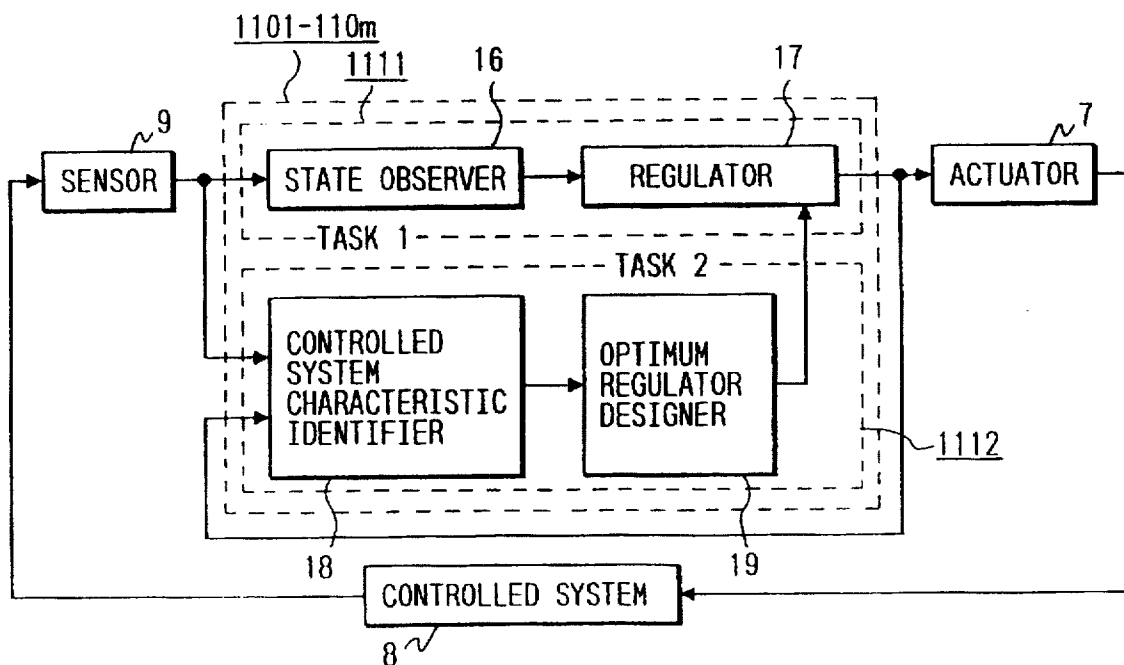 1101-110m
1111
16
17
9
7
SENSOR
STATE OBSERVER
REGULATOR
ACTUATOR
TASK 1
TASK 2
CONTROLLED
SYSTEM
CHARACTERISTIC
IDENTIFIER
OPTIMUM
REGULATOR
DESIGNER
1112
18
19
CONTROLLED SYSTEM
8